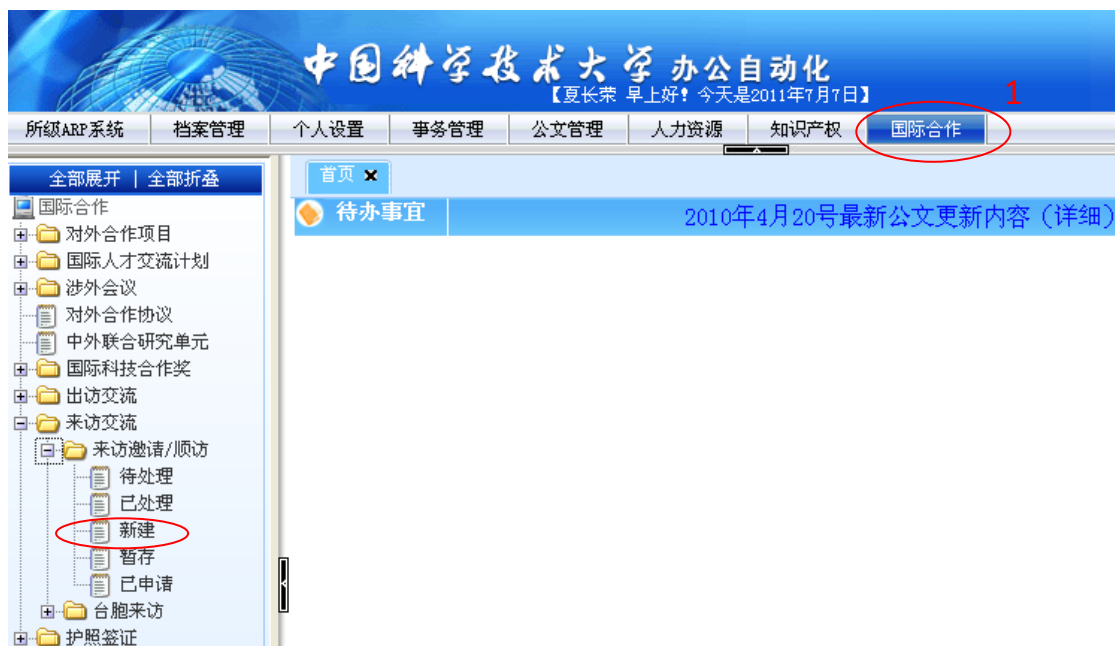 中国科学技术大学 办公自动化
【夏长荣 早上好！今天是2011年7月7日】
1
所级ARP系统 档案管理 个人设置 事务管理 公文管理 人力资源 知识产权 国际合作
全部展开 | 全部折叠
首页 ✖
国际合作
待办事宜 2010年4月20号最新公文更新内容（详细）
对外合作项目
国际人才交流计划
涉外会议
对外合作协议
中外联合研究单元
国际科技合作奖
出访交流
来访交流
来访邀请/顺访
待处理
已处理
新建
暂存
已申请
台胞来访
护照签证